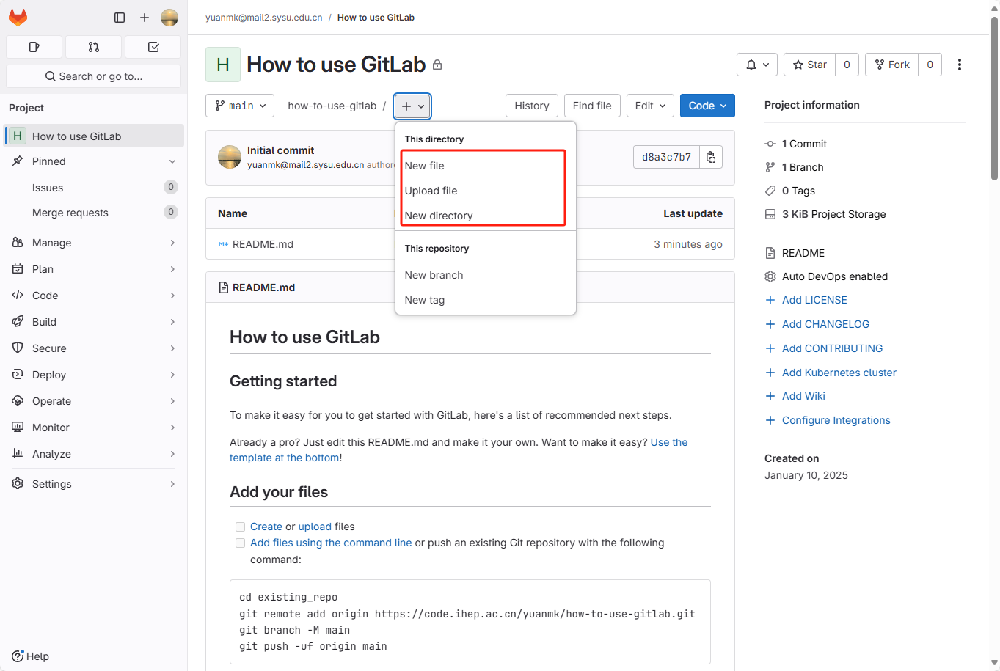 yuanmk@mail2.sysu.edu.cn / How to use GitLab
Search or go to...
Project
H How to use GitLab
Pinned
Issues 0
Merge requests 0
Manage
Plan
Code
Build
Secure
Deploy
Operate
Monitor
Analyze
Settings
Help
H How to use GitLab
Star 0
Fork 0
main
how-to-use-gitlab /
History
Find file
Edit
Code
This directory
New file
Upload file
New directory
This repository
New branch
New tag
Initial commit
yuanmk@mail2.sysu.edu.cn author
d8a3c7b7
Name Last update
README.md 3 minutes ago
README.md
How to use GitLab
Getting started
To make it easy for you to get started with GitLab, here's a list of recommended next steps.
Already a pro? Just edit this README.md and make it your own. Want to make it easy? Use the
template at the bottom!
Add your files
Create or upload files
Add files using the command line or push an existing Git repository with the following
command:
cd existing_repo
git remote add origin https://code.ihep.ac.cn/yuanmk/how-to-use-gitlab.git
git branch -M main
git push -uf origin main
Project information
1 Commit
1 Branch
0 Tags
3 KiB Project Storage
README
Auto DevOps enabled
Add LICENSE
Add CHANGELOG
Add CONTRIBUTING
Add Kubernetes cluster
Add Wiki
Configure Integrations
Created on
January 10, 2025